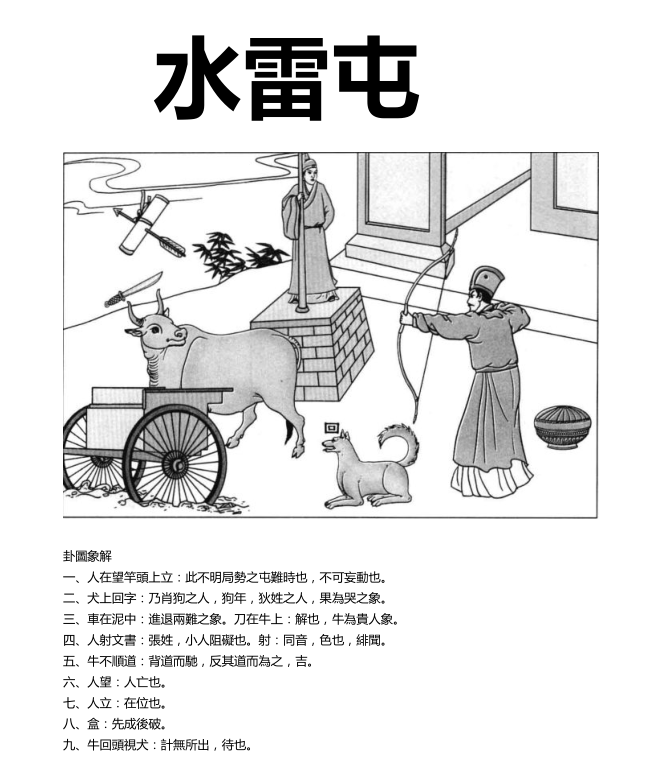 水雷屯
回
卦圖象解
一、人在望竿頭上立：此不明局勢之屯難時也，不可妄動也。
二、犬上回字：乃肖狗之人，狗年，狄姓之人，果為哭之象。
三、車在泥中：進退兩難之象。刀在牛上：解也，牛為貴人象。
四、人射文書：張姓，小人阻礙也。射：同音，色也，緋聞。
五、牛不順道：背道而馳，反其道而為之，吉。
六、人望：人亡也。
七、人立：在位也。
八、盒：先成後破。
九、牛回頭視犬：計無所出，待也。